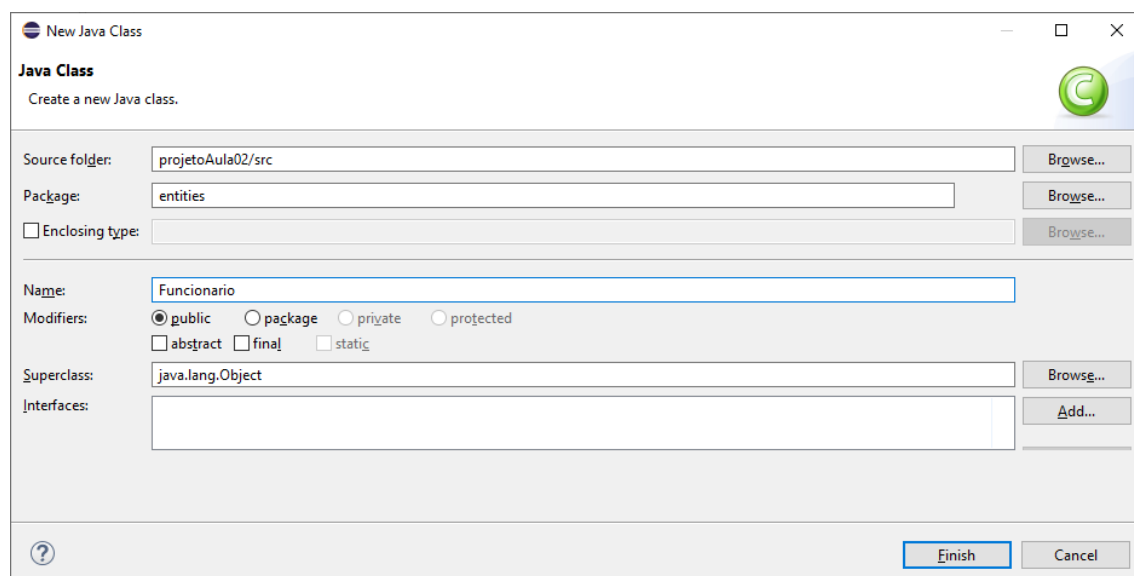 New Java Class
Java Class
Create a new Java class.
Source folder: projetoAula02/src Browse...
Package: entities Browse...
Enclosing type: Browse...
Name: Funcionario
Modifiers: public package private protected
abstract final static
Superclass: java.lang.Object Browse...
Interfaces: Add...
Finish Cancel